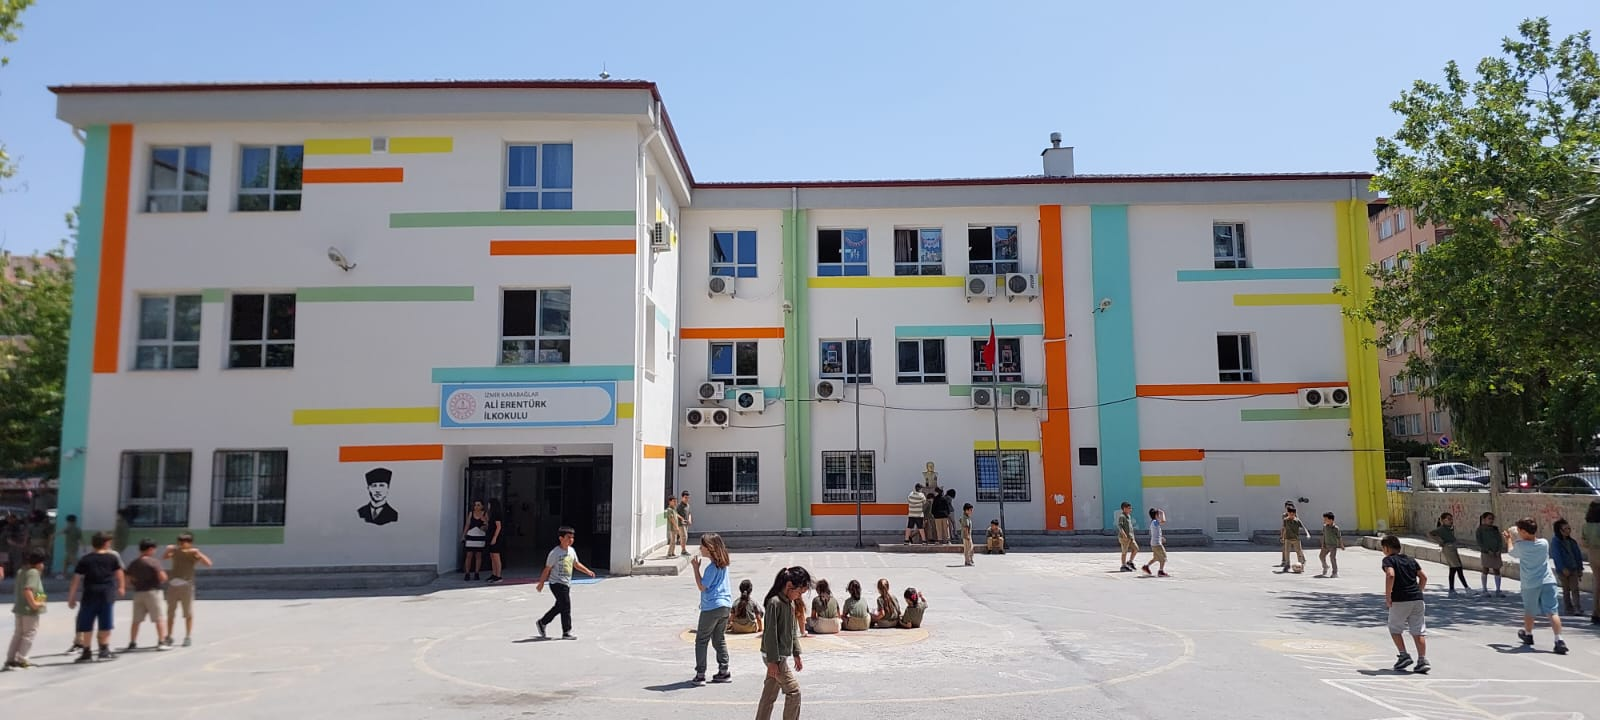 İZMİR KARABAĞLAR
ALİ ERENTÜRK
İLKOKULU